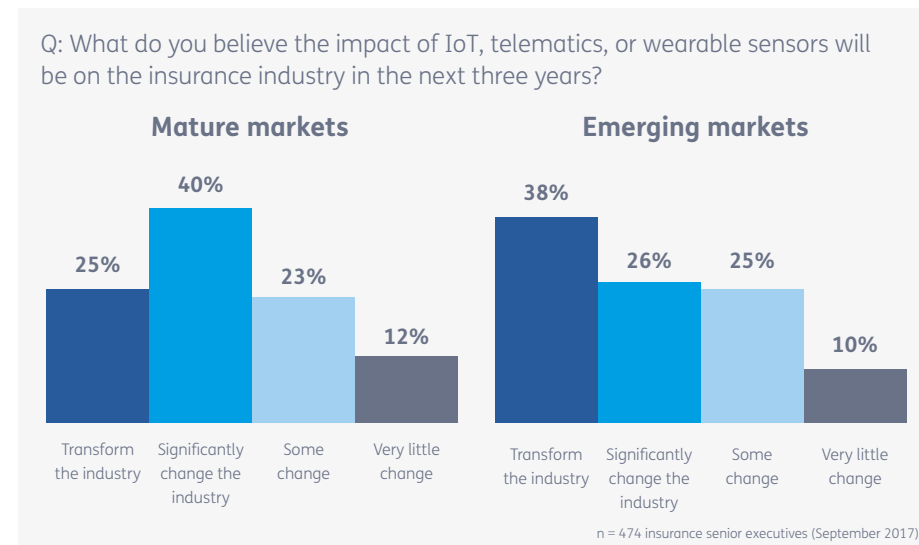 Q: What do you believe the impact of IoT, telematics, or wearable sensors will
be on the insurance industry in the next three years?
Mature markets
25%
40%
23%
12%
Transform
the industry
Significantly
change the
industry
Some
change
Very little
change
Emerging markets
38%
26%
25%
10%
Transform
the industry
Significantly
change the
industry
Some
change
Very little
change
n = 474 insurance senior executives (September 2017)